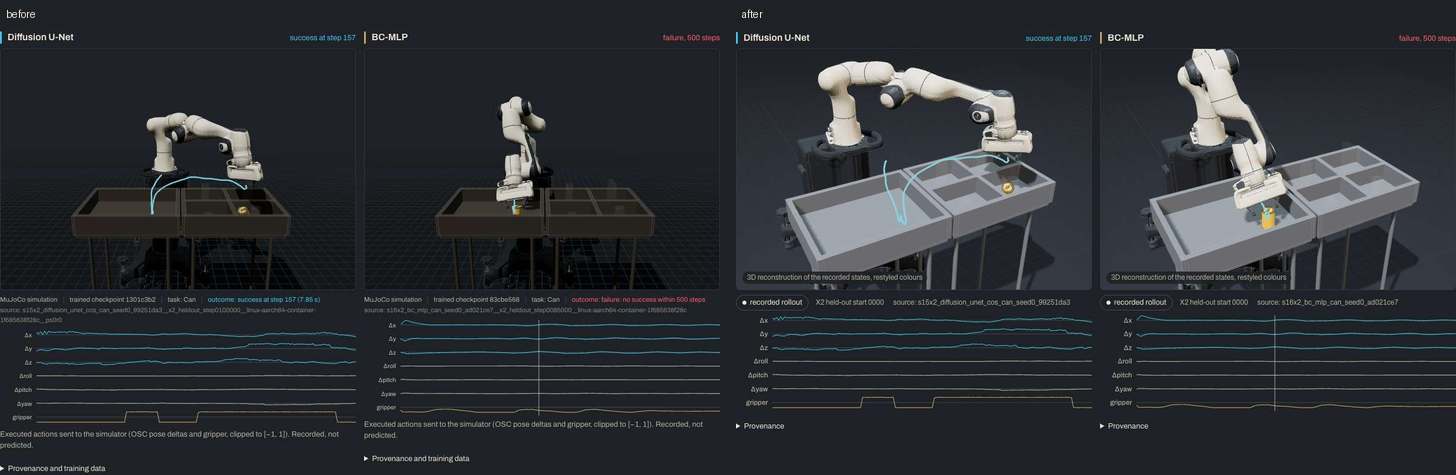 before
Diffusion U-Net
success at step 157
MuJoCo simulation
trained checkpoint 1301c3b2
task: Can
outcome: success at step 157 (7.85 s)
Δx
Δy
Δz
Δroll
Δpitch
Δyaw
gripper
Executed actions sent to the simulator (OSC pose deltas and gripper, clipped to [−1, 1]). Recorded, not
predicted.
▶ Provenance and training data
BC-MLP
failure, 500 steps
MuJoCo simulation
trained checkpoint 83cbe568
task: Can
outcome: failure: no success within 500 steps
Δx
Δy
Δz
Δroll
Δpitch
Δyaw
gripper
Executed actions sent to the simulator (OSC pose deltas and gripper, clipped to [−1, 1]). Recorded, not
predicted.
▶ Provenance and training data
after
Diffusion U-Net
success at step 157
3D reconstruction of the recorded states, restyled colours
recorded rollout
X2 held-out start 0000
source: s16x2_diffusion_unet_cos_can_seed0_99251da3
Δx
Δy
Δz
Δroll
Δpitch
Δyaw
gripper
▶ Provenance
BC-MLP
failure, 500 steps
3D reconstruction of the recorded states, restyled colours
recorded rollout
X2 held-out start 0000
source: s16x2_bc_mlp_can_seed0_ad021ce7
Δx
Δy
Δz
Δroll
Δpitch
Δyaw
gripper
▶ Provenance